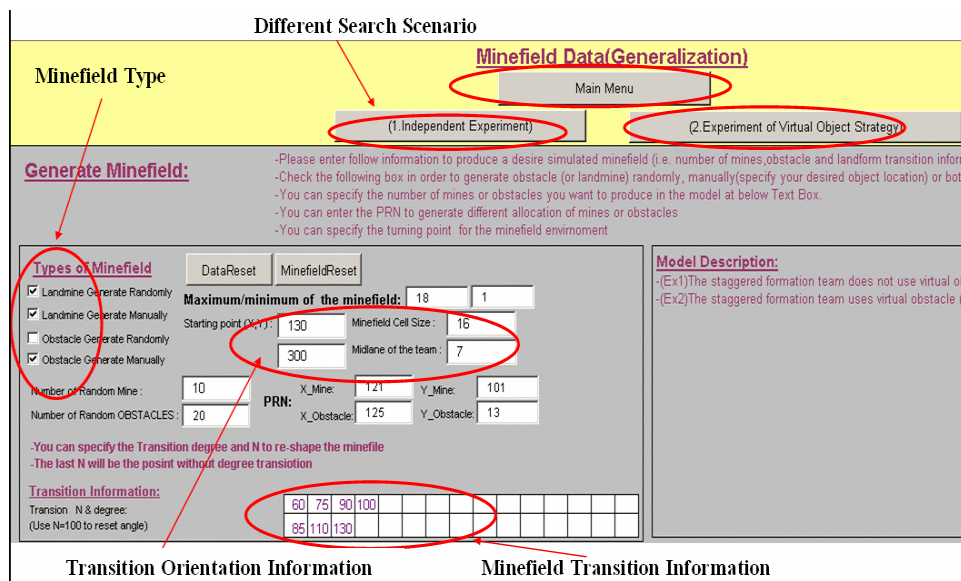 Different Search Scenario
Minefield Type
Minefield Data(Generalization)
Main Menu
(1.Independent Experiment)
(2.Experiment of Virtual Object Strategy)
Generate Minefield:
-Please enter follow information to produce a desire simulated minefield (i.e. number of mines,obstacle and landform transition infor
-Check the following box in order to generate obstacle (or landmine) randomly, manually(specify your desired object location) or bot
-You can specify the number of mines or obstacles you want to produce in the model at below Text Box.
-You can enter the PRN to generate different allocation of mines or obstacles
-You can specify the turning point for the minefield envirnoment
Types of Minefield
DataReset
MinefieldReset
Landmine Generate Randomly
Landmine Generate Manually
Obstacle Generate Randomly
Obstacle Generate Manually
Maximum/minimum of the minefield: 18 1
Starting point (X,Y): 130 Minefield Cell Size: 16
300 Midlane of the team: 7
Number of Random Mine : 10
Number of Random OBSTACLES : 20
PRN:
X_Mine: 121 Y_Mine: 101
X_Obstacle: 125 Y_Obstacle: 13
-You can specify the Transition degree and N to re-shape the minefile
-The last N will be the posint without degree transiotion
Transition Information:
Transion N & degree:
(Use N=100 to reset angle)
60 75 90 100
85 110 130
Model Description:
-(Ex1)The staggered formation team does not use virtual o
-(Ex2)The staggered formation team uses virtual obstacle
Transition Orientation Information
Minefield Transition Information